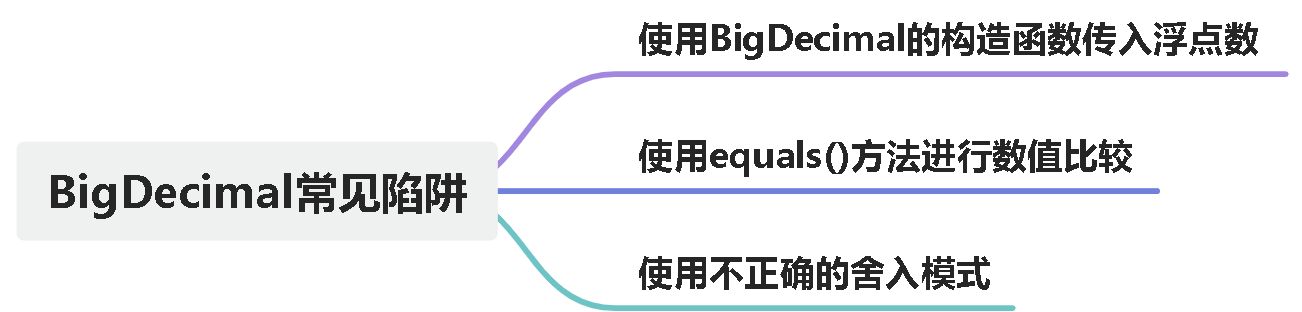 使用BigDecimal的构造函数传入浮点数
使用equals()方法进行数值比较
BigDecimal常见陷阱
使用不正确的舍入模式